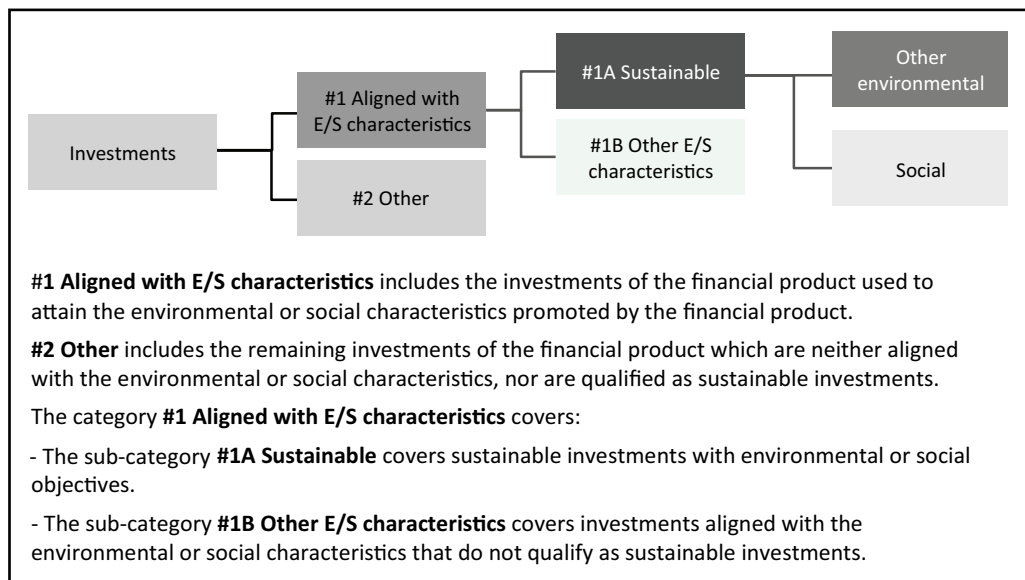 Investments
#1 Aligned with
E/S characteristics
#2 Other
#1A Sustainable
#1B Other E/S
characteristics
Other
environmental
Social
#1 Aligned with E/S characteristics includes the investments of the financial product used to
attain the environmental or social characteristics promoted by the financial product.
#2 Other includes the remaining investments of the financial product which are neither aligned
with the environmental or social characteristics, nor are qualified as sustainable investments.
The category #1 Aligned with E/S characteristics covers:
- The sub-category #1A Sustainable covers sustainable investments with environmental or social
objectives.
- The sub-category #1B Other E/S characteristics covers investments aligned with the
environmental or social characteristics that do not qualify as sustainable investments.